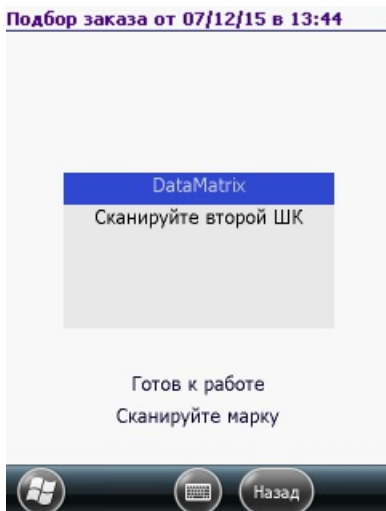 Подбор заказа от 07/12/15 в 13:44
DataMatrix
Сканируйте второй ШК
Готов к работе
Сканируйте марку
Назад